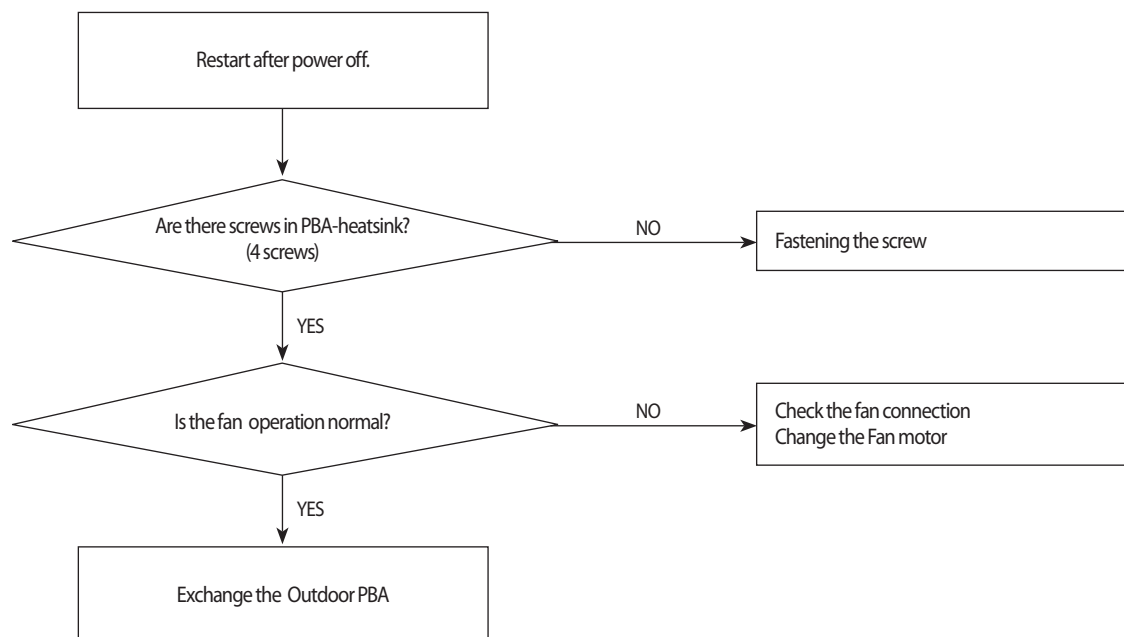 Restart after power off.
Are there screws in PBA-heatsink?
(4 screws)
NO
Fastening the screw
YES
Is the fan operation normal?
NO
Check the fan connection
Change the Fan motor
YES
Exchange the Outdoor PBA